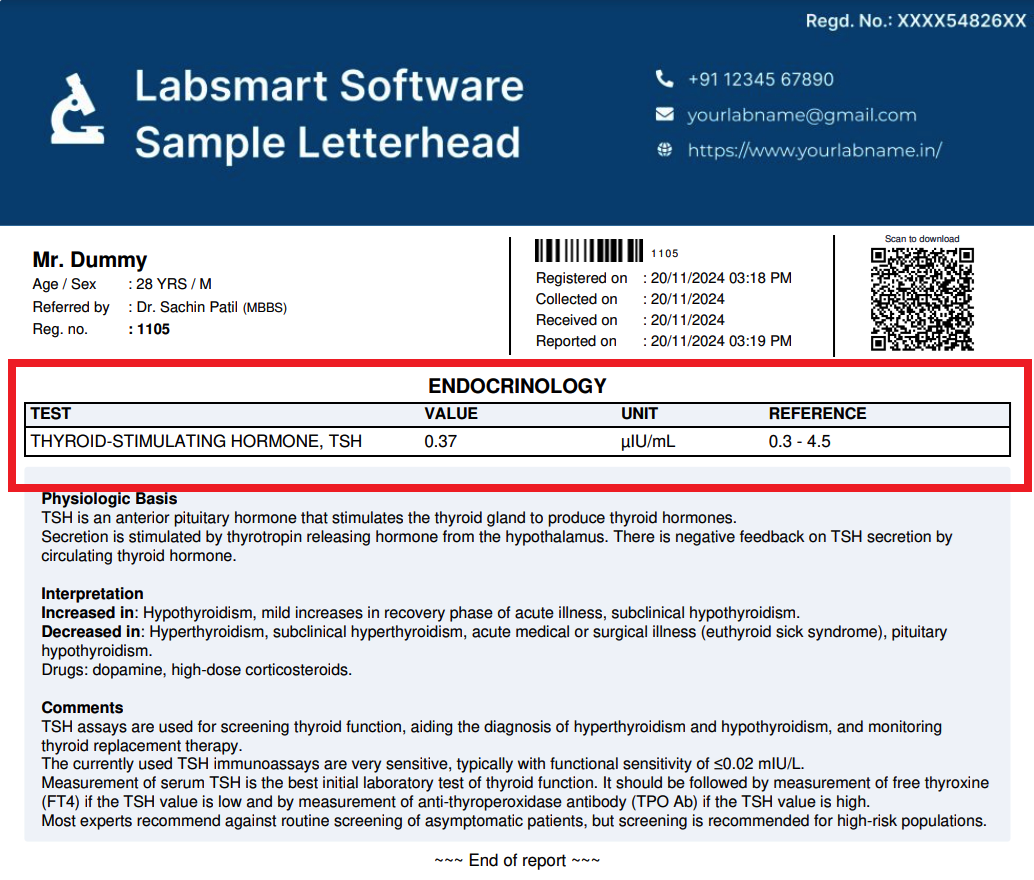 Regd. No.: XXXX54826XX
Labsmart Software
Sample Letterhead
+91 12345 67890
yourlabname@gmail.com
https://www.yourlabname.in/
Mr. Dummy
Age / Sex : 28 YRS / M
Referred by : Dr. Sachin Patil (MBBS)
Reg. no. : 1105
1105
Registered on : 20/11/2024 03:18 PM
Collected on : 20/11/2024
Received on : 20/11/2024
Reported on : 20/11/2024 03:19 PM
Scan to download
ENDOCRINOLOGY
TEST VALUE UNIT REFERENCE
THYROID-STIMULATING HORMONE, TSH 0.37 µIU/mL 0.3 - 4.5
Physiologic Basis
TSH is an anterior pituitary hormone that stimulates the thyroid gland to produce thyroid hormones.
Secretion is stimulated by thyrotropin releasing hormone from the hypothalamus. There is negative feedback on TSH secretion by
circulating thyroid hormone.
Interpretation
Increased in: Hypothyroidism, mild increases in recovery phase of acute illness, subclinical hypothyroidism.
Decreased in: Hyperthyroidism, subclinical hyperthyroidism, acute medical or surgical illness (euthyroid sick syndrome), pituitary
hypothyroidism.
Drugs: dopamine, high-dose corticosteroids.
Comments
TSH assays are used for screening thyroid function, aiding the diagnosis of hyperthyroidism and hypothyroidism, and monitoring
thyroid replacement therapy.
The currently used TSH immunoassays are very sensitive, typically with functional sensitivity of ≤0.02 mIU/L.
Measurement of serum TSH is the best initial laboratory test of thyroid function. It should be followed by measurement of free thyroxine
(FT4) if the TSH value is low and by measurement of anti-thyroperoxidase antibody (TPO Ab) if the TSH value is high.
Most experts recommend against routine screening of asymptomatic patients, but screening is recommended for high-risk populations.
~~~ End of report ~~~